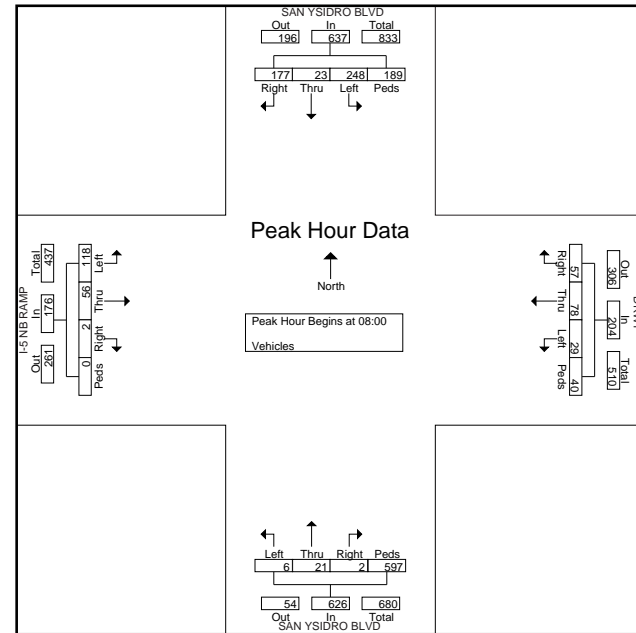 SAN YSIDRO BLVD
Out In Total
196 637 833
177 23 248 189
Right Thru Left Peds
Peak Hour Data
North
Peak Hour Begins at 08:00
Vehicles
I-5 NB RAMP
Out In Total
261 176 437
118 56 2 0
Left Thru Right Peds
Out In Total
306 204 510
57 78 29 40
Right Thru Left Peds
Left Thru Right Peds
6 21 2 597
54 626 680
Out In Total
SAN YSIDRO BLVD